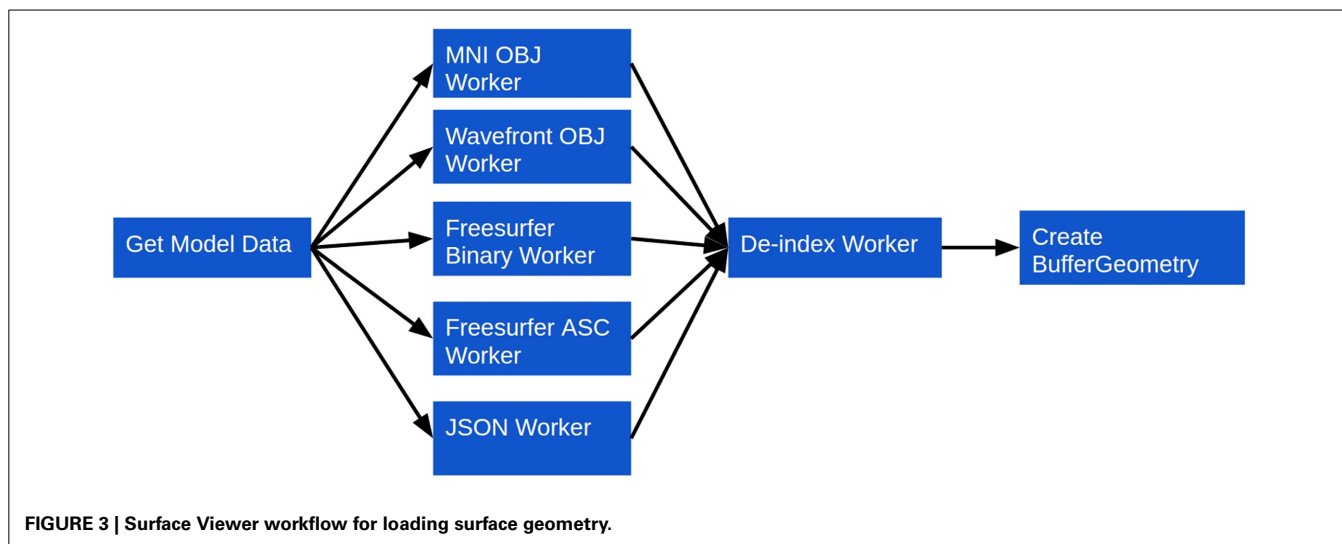 Get Model Data
MNI OBJ
Worker
Wavefront OBJ
Worker
Freesurfer
Binary Worker
Freesurfer ASC
Worker
JSON Worker
De-index Worker
Create
BufferGeometry
FIGURE 3 | Surface Viewer workflow for loading surface geometry.